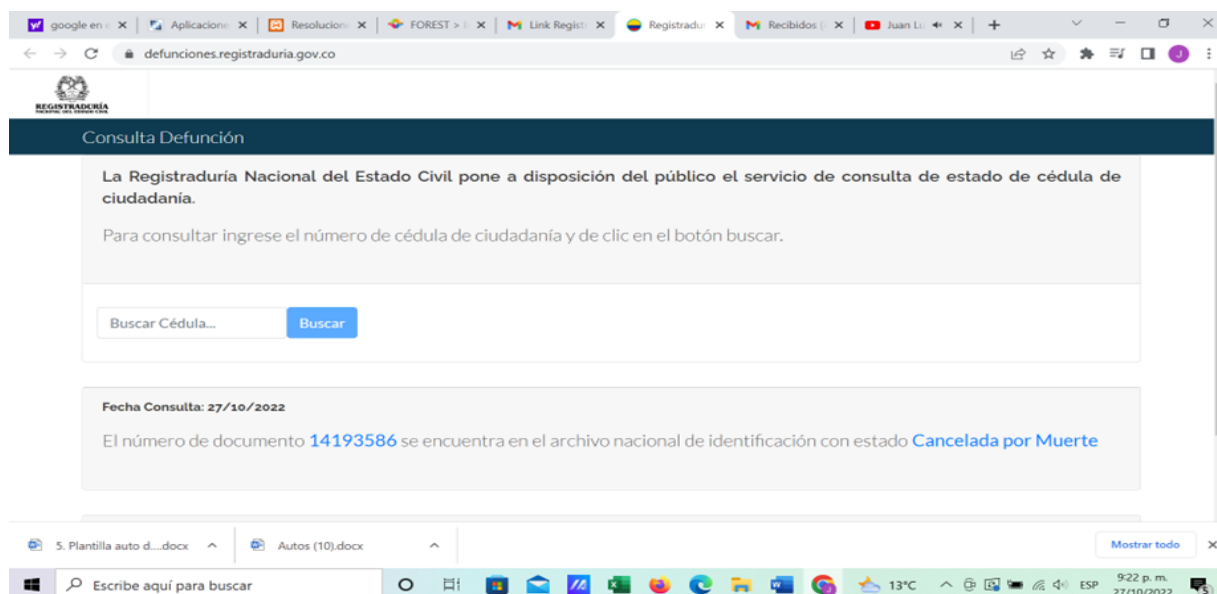 google en c
Aplicacione
Resolucion
FOREST > I
Link Regist
Registradu
Recibidos (
Juan Lu
defunciones.registraduria.gov.co
J
REGISTRADURÍA
NACIONAL DEL ESTADO CIVIL
Consulta Defunción
La Registraduría Nacional del Estado Civil pone a disposición del público el servicio de consulta de estado de cédula de
ciudadanía.
Para consultar ingrese el número de cédula de ciudadanía y de clic en el botón buscar.
Buscar Cédula...
Buscar
Fecha Consulta: 27/10/2022
El número de documento 14193586 se encuentra en el archivo nacional de identificación con estado Cancelada por Muerte
5. Plantilla auto d....docx
Autos (10).docx
Mostrar todo
Escribe aquí para buscar
13°C
ESP
9:22 p. m.
27/10/2022
5